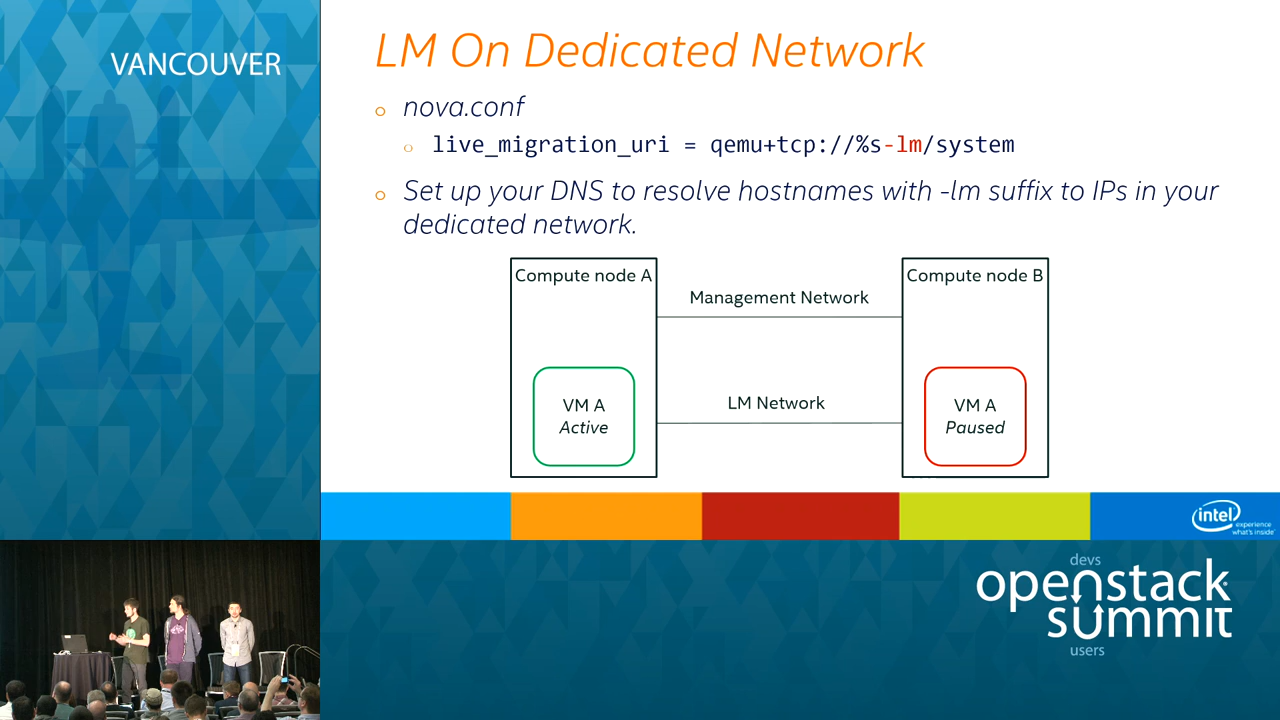 VANCOUVER
LM On Dedicated Network
nova.conf
live_migration_uri = qemu+tcp://%s-lm/system
Set up your DNS to resolve hostnames with -lm suffix to IPs in your
dedicated network.
Compute node A
Compute node B
Management Network
LM Network
VM A
Active
VM A
Paused
intel
experience
what's inside
devs
openstack
summit
users